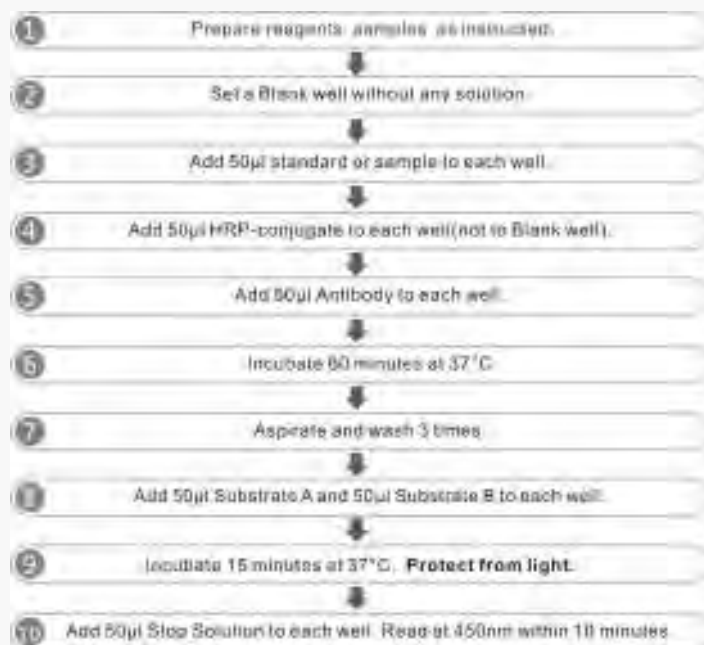 1 Prepare reagents, samples as instructed.
2 Set a Blank well without any solution
3 Add 50µl standard or sample to each well.
4 Add 50µl HRP-conjugate to each well(not to Blank well).
5 Add 50µl Antibody to each well.
6 Incubate 60 minutes at 37°C
7 Aspirate and wash 3 times
8 Add 50µl Substrate A and 50µl Substrate B to each well.
9 Incubate 15 minutes at 37°C. Protect from light.
10 Add 50µl Stop Solution to each well. Read at 450nm within 10 minutes